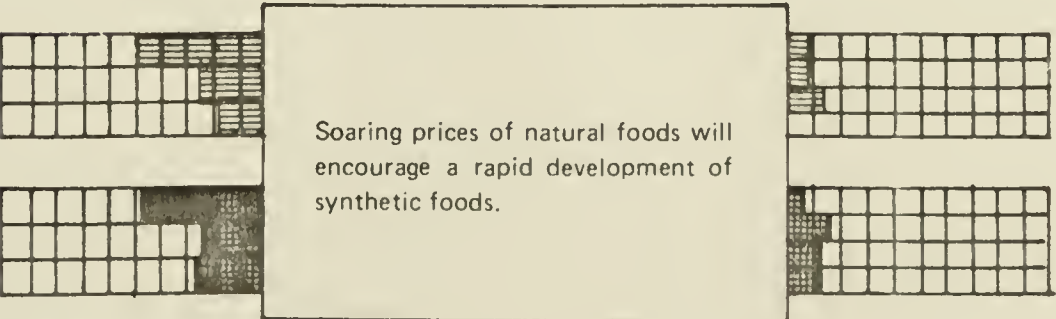 Soaring prices of natural foods will
encourage a rapid development of
synthetic foods.